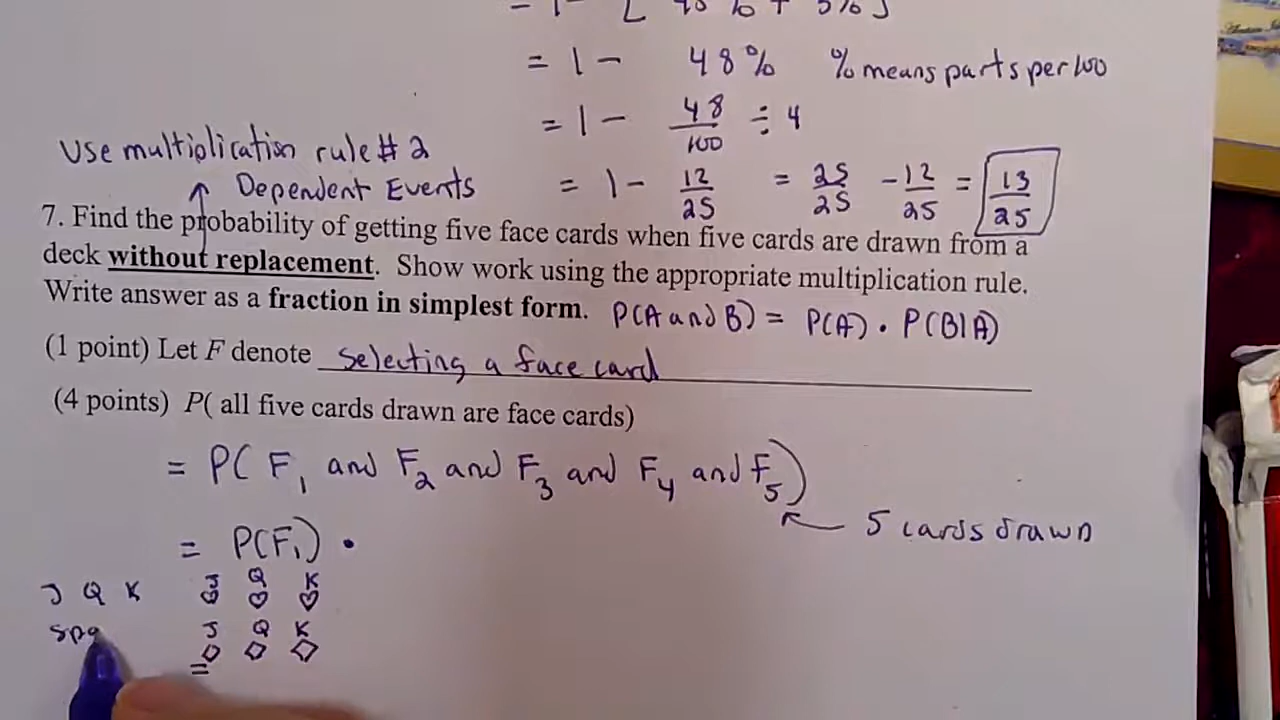 = 1 - [ 48 % + 5% ]
= 1 - 48% % means parts per 100
= 1 - 48/100 ÷ 4
Use multiplication rule # 2
Dependent Events
= 1 - 12/25 = 25/25 - 12/25 = 13/25
7. Find the probability of getting five face cards when five cards are drawn from a
deck without replacement. Show work using the appropriate multiplication rule.
Write answer as a fraction in simplest form. P(A and B) = P(A) • P(B|A)
(1 point) Let F denote selecting a face card
(4 points) P( all five cards drawn are face cards)
= P( F1 and F2 and F3 and F4 and F5 )
5 cards drawn
= P(F1) •
J Q K J Q K
♡ ♡ ♡
spa J Q K
◇ ◇ ◇
=